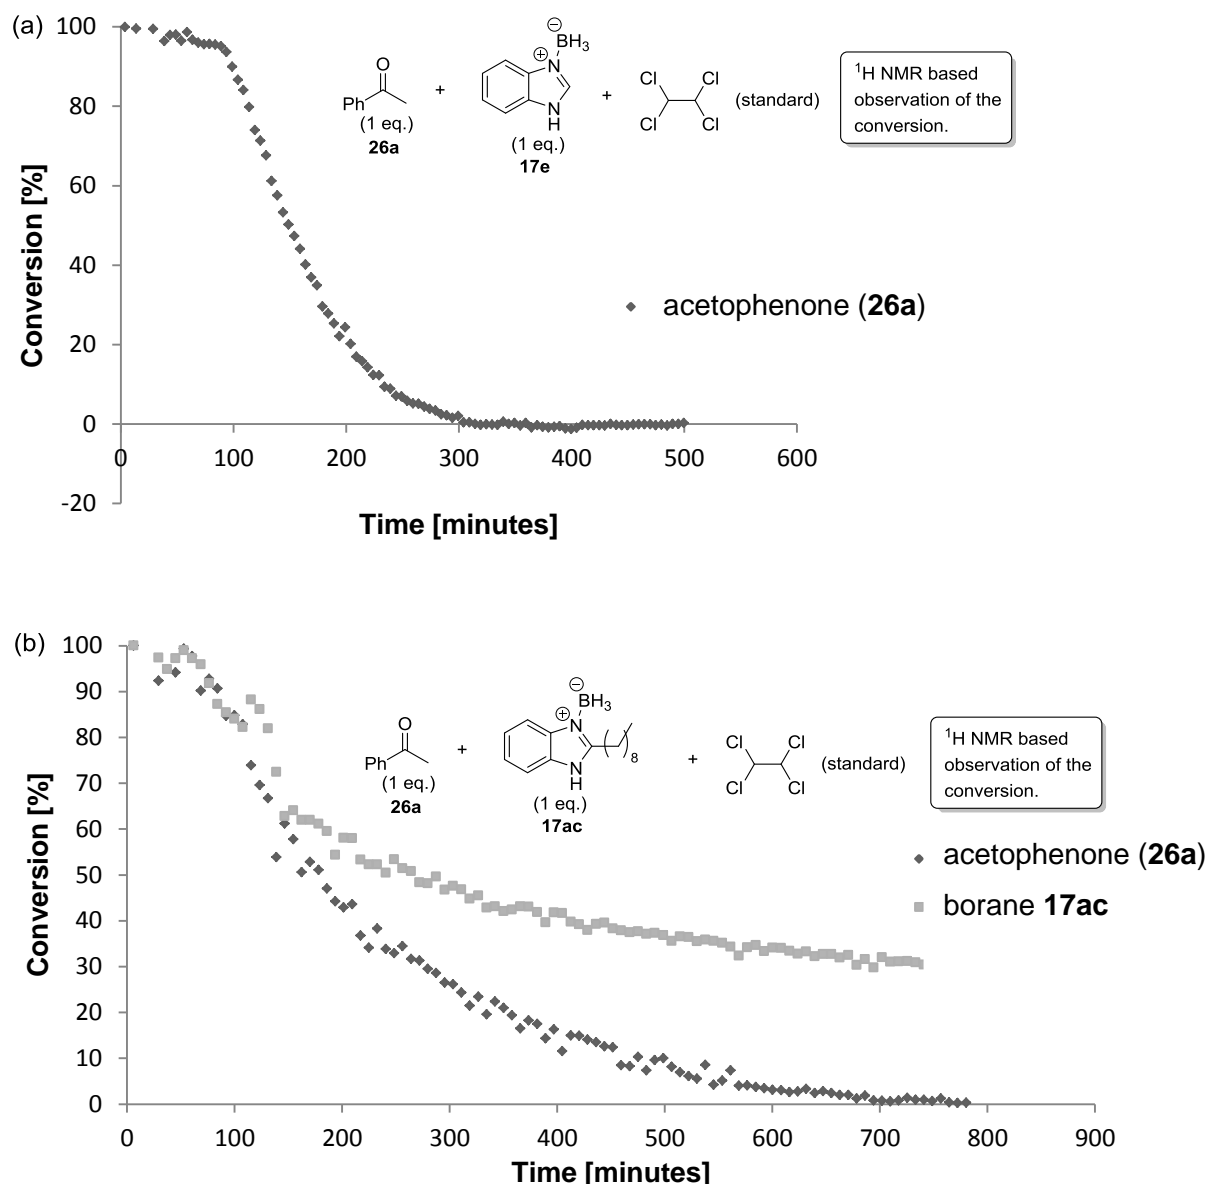 (a)
Conversion [%]
100
80
60
40
20
0
-20
0 100 200 300 400 500 600
Time [minutes]
O
Ph
(1 eq.)
26a
+
⊖
BH3
⊕
N
N
H
(1 eq.)
17e
+
Cl Cl
Cl Cl
(standard)
1H NMR based
observation of the
conversion.
acetophenone (26a)
(b)
Conversion [%]
100
90
80
70
60
50
40
30
20
10
0
0 100 200 300 400 500 600 700 800 900
Time [minutes]
O
Ph
(1 eq.)
26a
+
⊖
BH3
⊕
N
( )8
N
H
(1 eq.)
17ac
+
Cl Cl
Cl Cl
(standard)
1H NMR based
observation of the
conversion.
acetophenone (26a)
borane 17ac